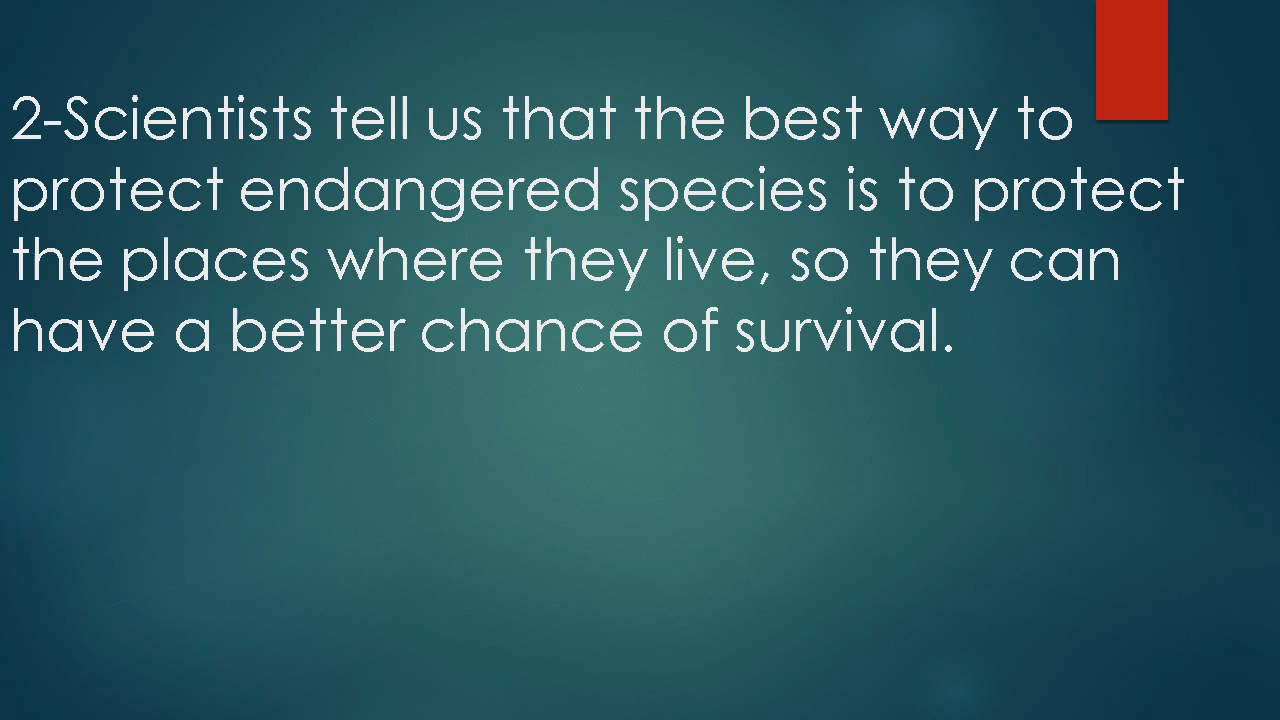 2-Scientists tell us that the best way to
protect endangered species is to protect
the places where they live, so they can
have a better chance of survival.